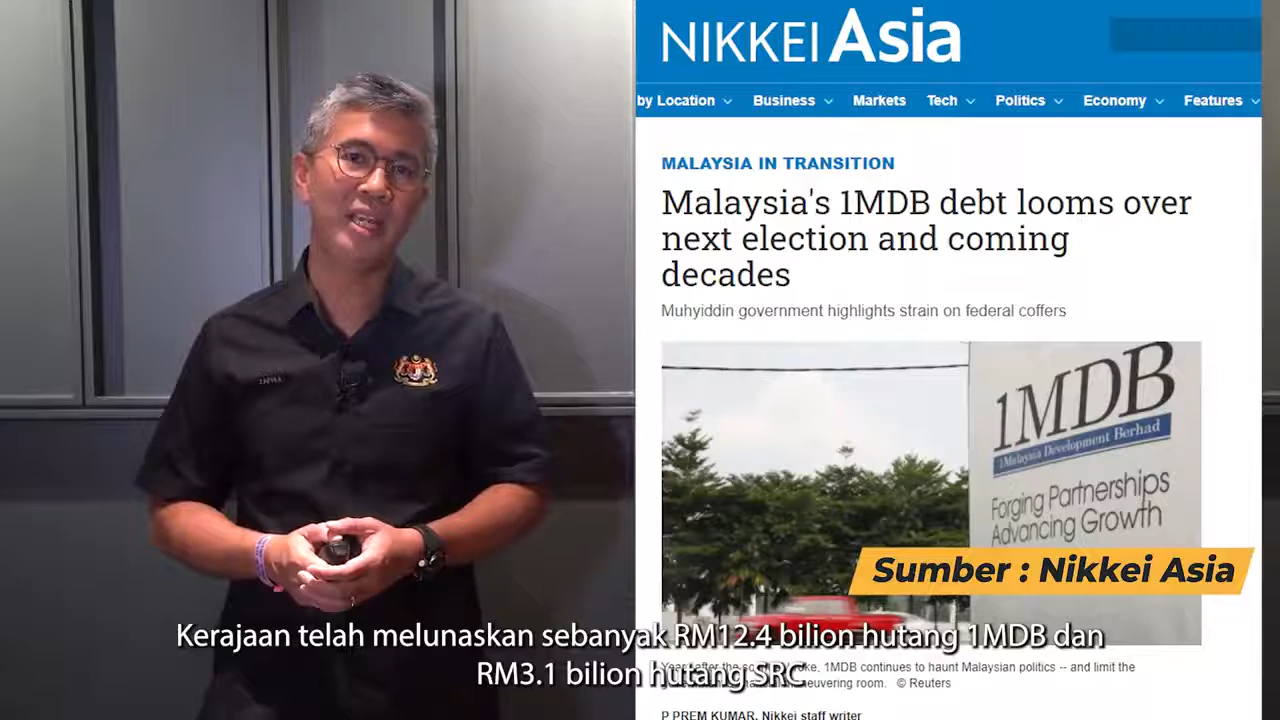 NIKKEI Asia
by Location Business Markets Tech Politics Economy Features
MALAYSIA IN TRANSITION
Malaysia's 1MDB debt looms over
next election and coming
decades
Muhyiddin government highlights strain on federal coffers
1MDB
1Malaysia Development Berhad
Forging Partnerships
Advancing Growth
Sumber : Nikkei Asia
Kerajaan telah melunaskan sebanyak RM12.4 bilion hutang 1MDB dan
RM3.1 bilion hutang SRC
1MDB continues to haunt Malaysian politics -- and limit the
maneuvering room. © Reuters
P PREM KUMAR, Nikkei staff writer